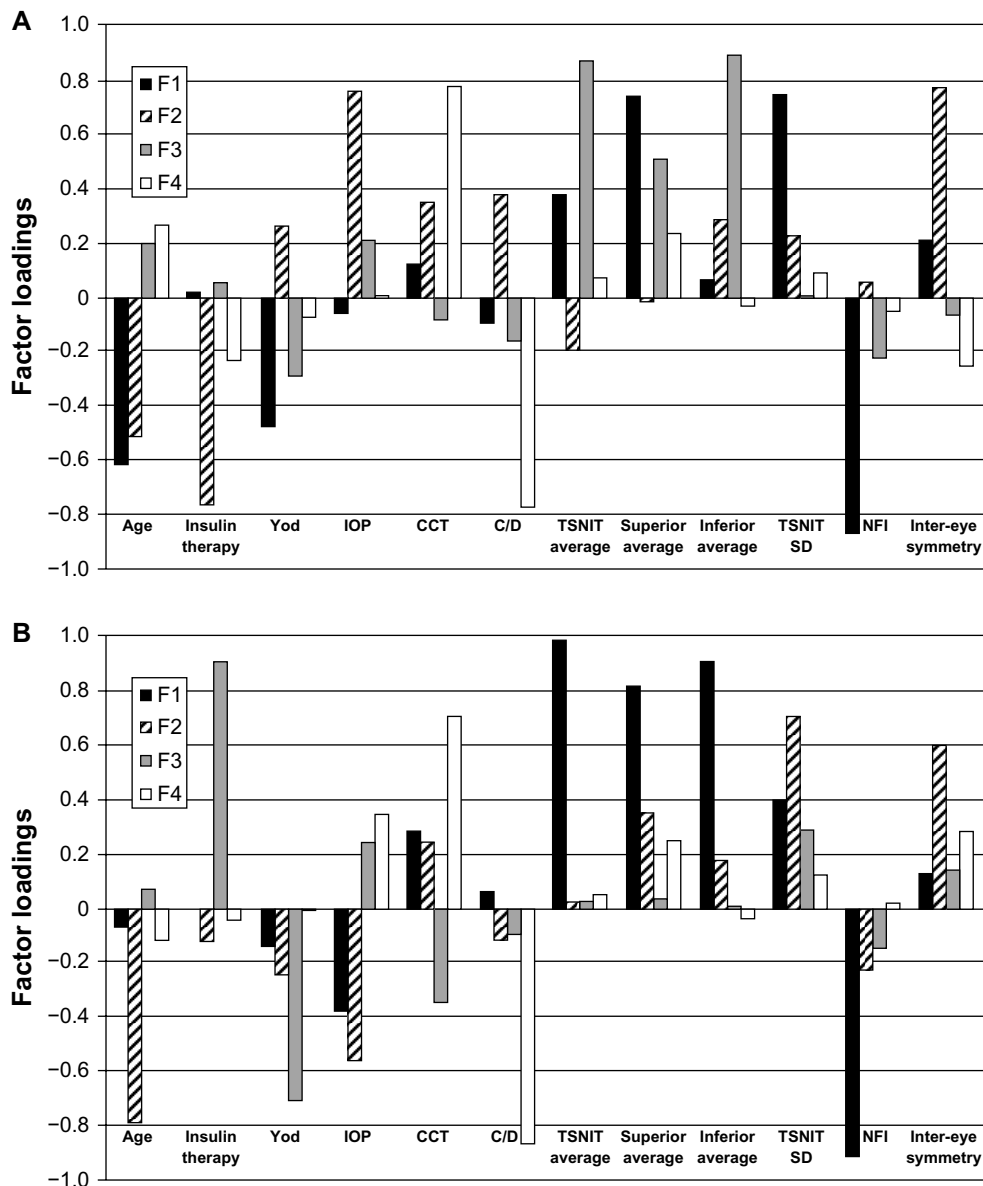 A
1.0
0.8
0.6
0.4
0.2
0
−0.2
−0.4
−0.6
−0.8
−1.0
Factor loadings
F1
F2
F3
F4
Age Insulin Yod IOP CCT C/D TSNIT Superior Inferior TSNIT NFI Inter-eye
therapy average average average SD symmetry
B
1.0
0.8
0.6
0.4
0.2
0
−0.2
−0.4
−0.6
−0.8
−1.0
Factor loadings
F1
F2
F3
F4
Age Insulin Yod IOP CCT C/D TSNIT Superior Inferior TSNIT NFI Inter-eye
therapy average average average SD symmetry